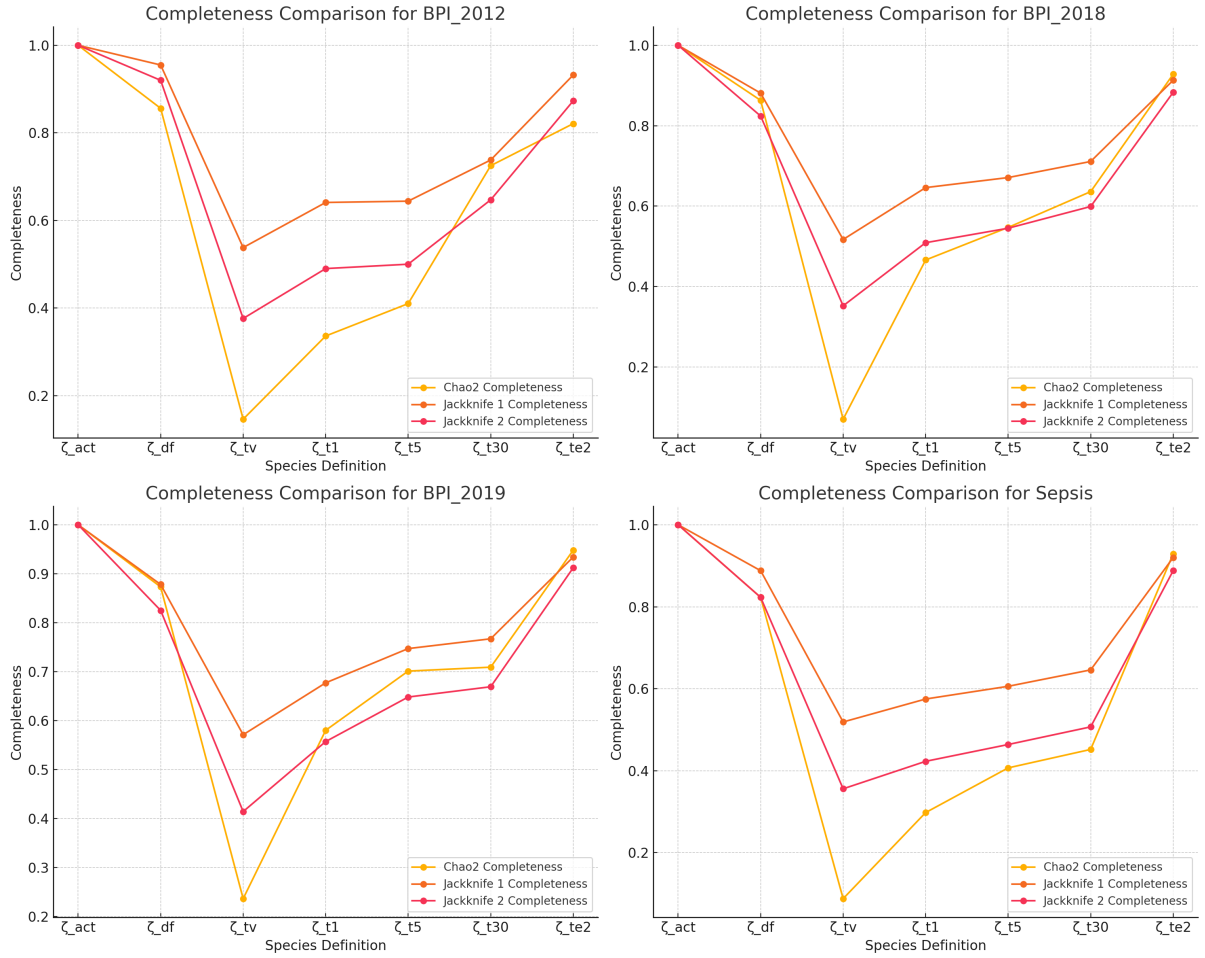 Completeness Comparison for BPI_2012
1.0
0.8
0.6
0.4
0.2
Completeness
ζ_act ζ_df ζ_tv ζ_t1 ζ_t5 ζ_t30 ζ_te2
Species Definition
Chao2 Completeness
Jackknife 1 Completeness
Jackknife 2 Completeness
Completeness Comparison for BPI_2018
1.0
0.8
0.6
0.4
0.2
Completeness
ζ_act ζ_df ζ_tv ζ_t1 ζ_t5 ζ_t30 ζ_te2
Species Definition
Chao2 Completeness
Jackknife 1 Completeness
Jackknife 2 Completeness
Completeness Comparison for BPI_2019
1.0
0.9
0.8
0.7
0.6
0.5
0.4
0.3
0.2
Completeness
ζ_act ζ_df ζ_tv ζ_t1 ζ_t5 ζ_t30 ζ_te2
Species Definition
Chao2 Completeness
Jackknife 1 Completeness
Jackknife 2 Completeness
Completeness Comparison for Sepsis
1.0
0.8
0.6
0.4
0.2
Completeness
ζ_act ζ_df ζ_tv ζ_t1 ζ_t5 ζ_t30 ζ_te2
Species Definition
Chao2 Completeness
Jackknife 1 Completeness
Jackknife 2 Completeness